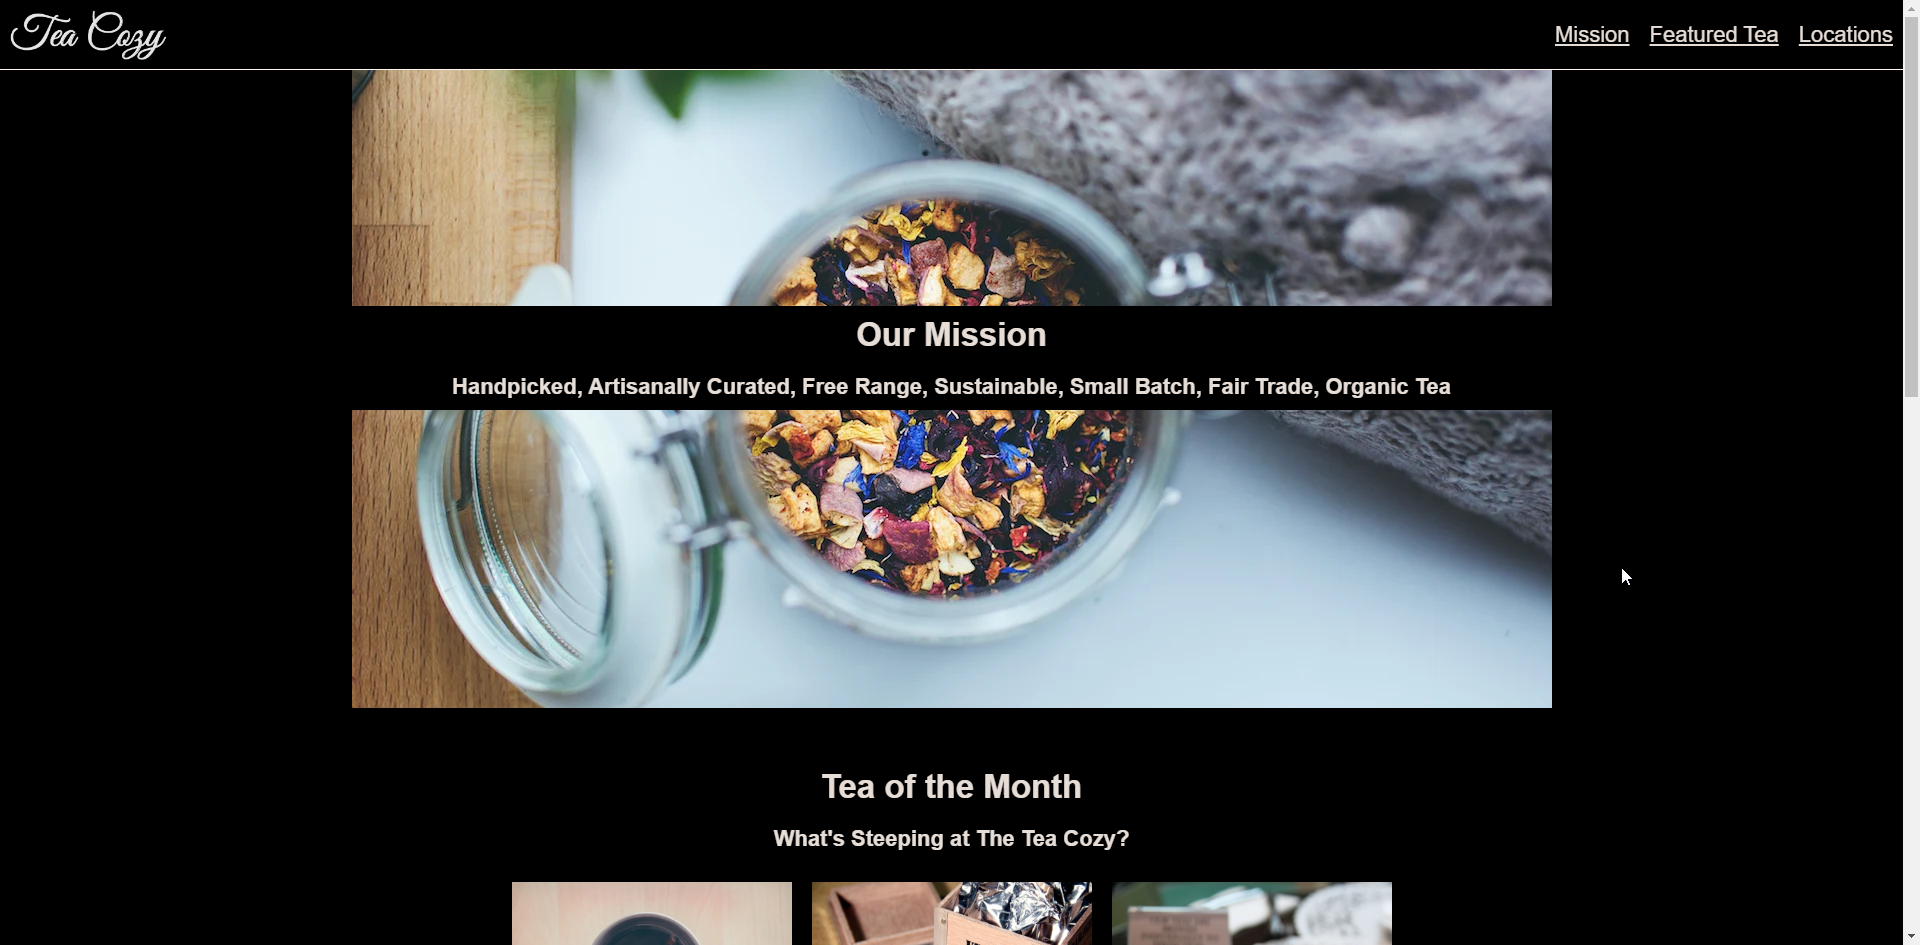 Tea Cozy
Mission Featured Tea Locations
Our Mission
Handpicked, Artisanally Curated, Free Range, Sustainable, Small Batch, Fair Trade, Organic Tea
Tea of the Month
What's Steeping at The Tea Cozy?